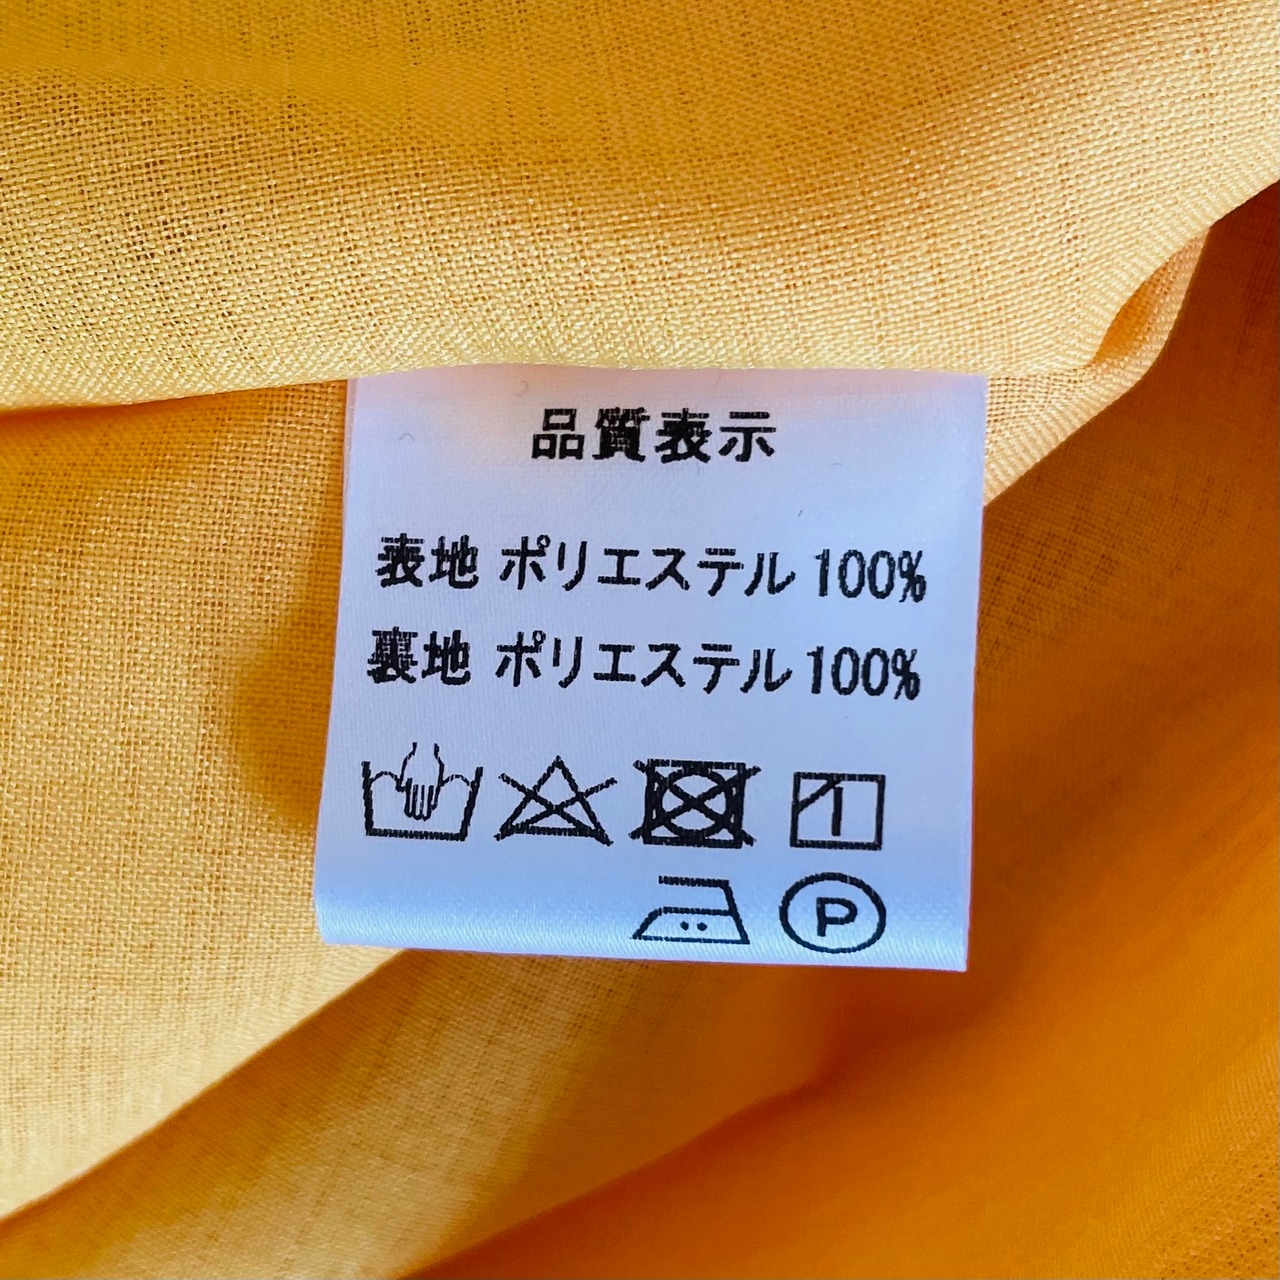 品質表示
表地 ポリエステル 100%
裏地 ポリエステル 100%
P